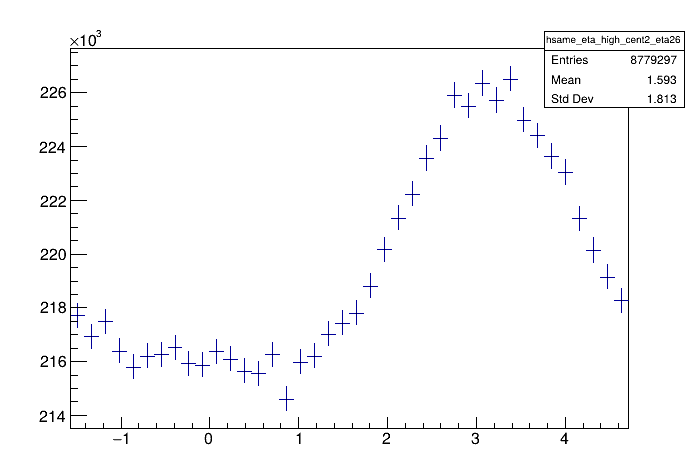 ×10³
hsame_eta_high_cent2_eta26
Entries 8779297
Mean 1.593
Std Dev 1.813
226
224
222
220
218
216
214
−1 0 1 2 3 4